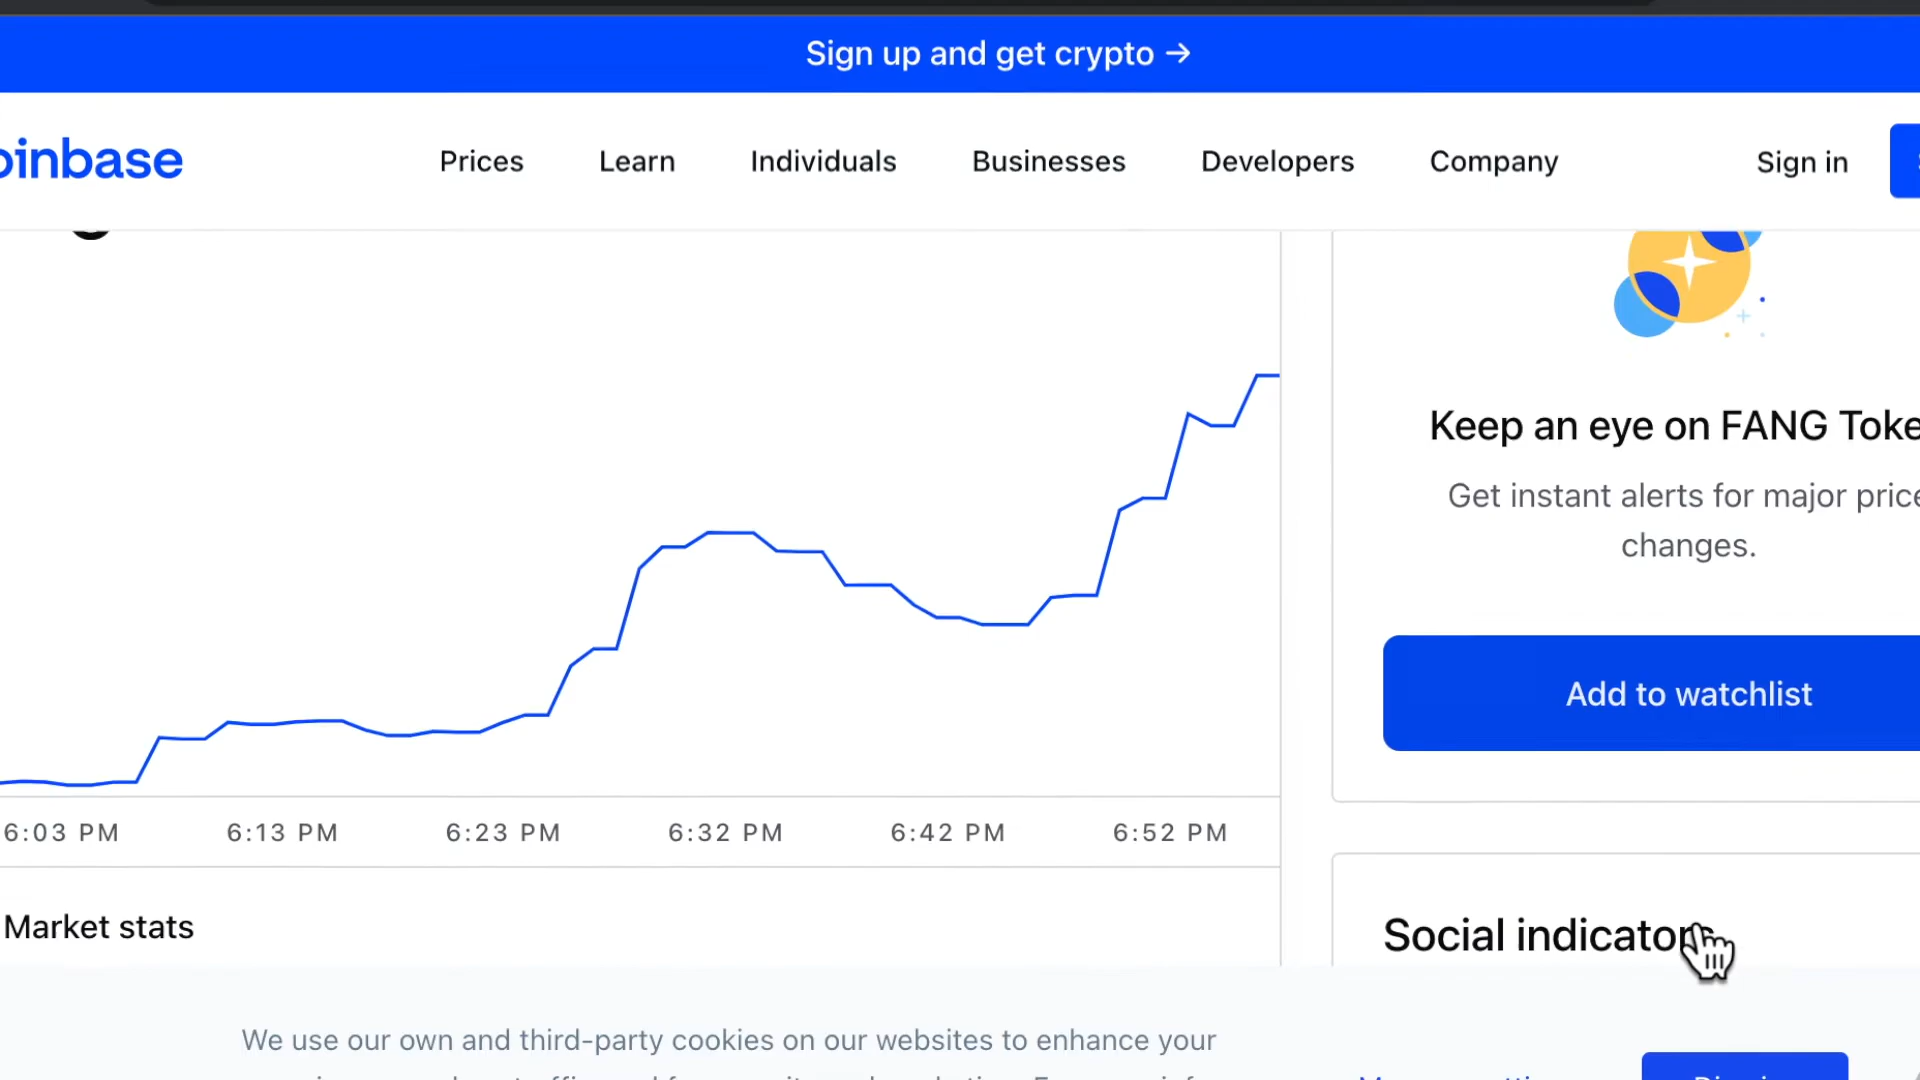 Sign up and get crypto →
oinbase
Prices
Learn
Individuals
Businesses
Developers
Company
Sign in
Keep an eye on FANG Toke
Get instant alerts for major price
changes.
Add to watchlist
6:03 PM
6:13 PM
6:23 PM
6:32 PM
6:42 PM
6:52 PM
Market stats
Social indicators
We use our own and third-party cookies on our websites to enhance your